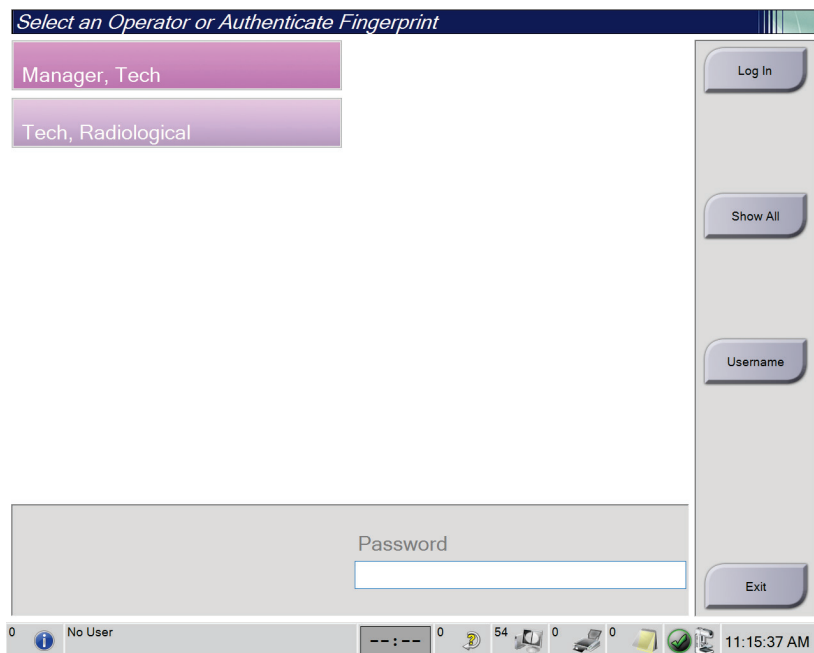 Select an Operator or Authenticate Fingerprint
Manager, Tech
Tech, Radiological
Log In
Show All
Username
Password
Exit
0
No User
--:-- 0 54 0 0 11:15:37 AM